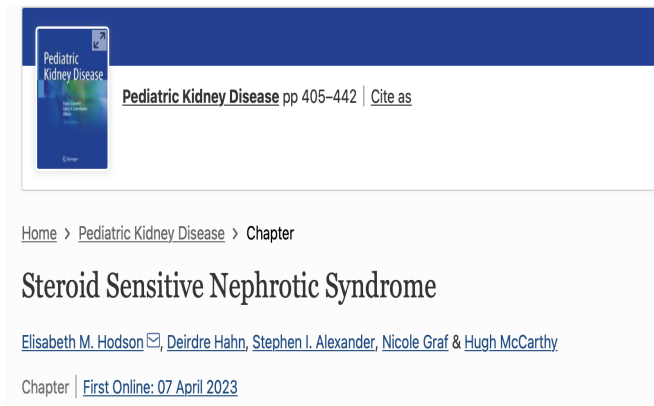 Pediatric
Kidney Disease
Springer
Pediatric Kidney Disease pp 405–442 | Cite as
Home > Pediatric Kidney Disease > Chapter
Steroid Sensitive Nephrotic Syndrome
Elisabeth M. Hodson, Deirdre Hahn, Stephen I. Alexander, Nicole Graf & Hugh McCarthy
Chapter | First Online: 07 April 2023